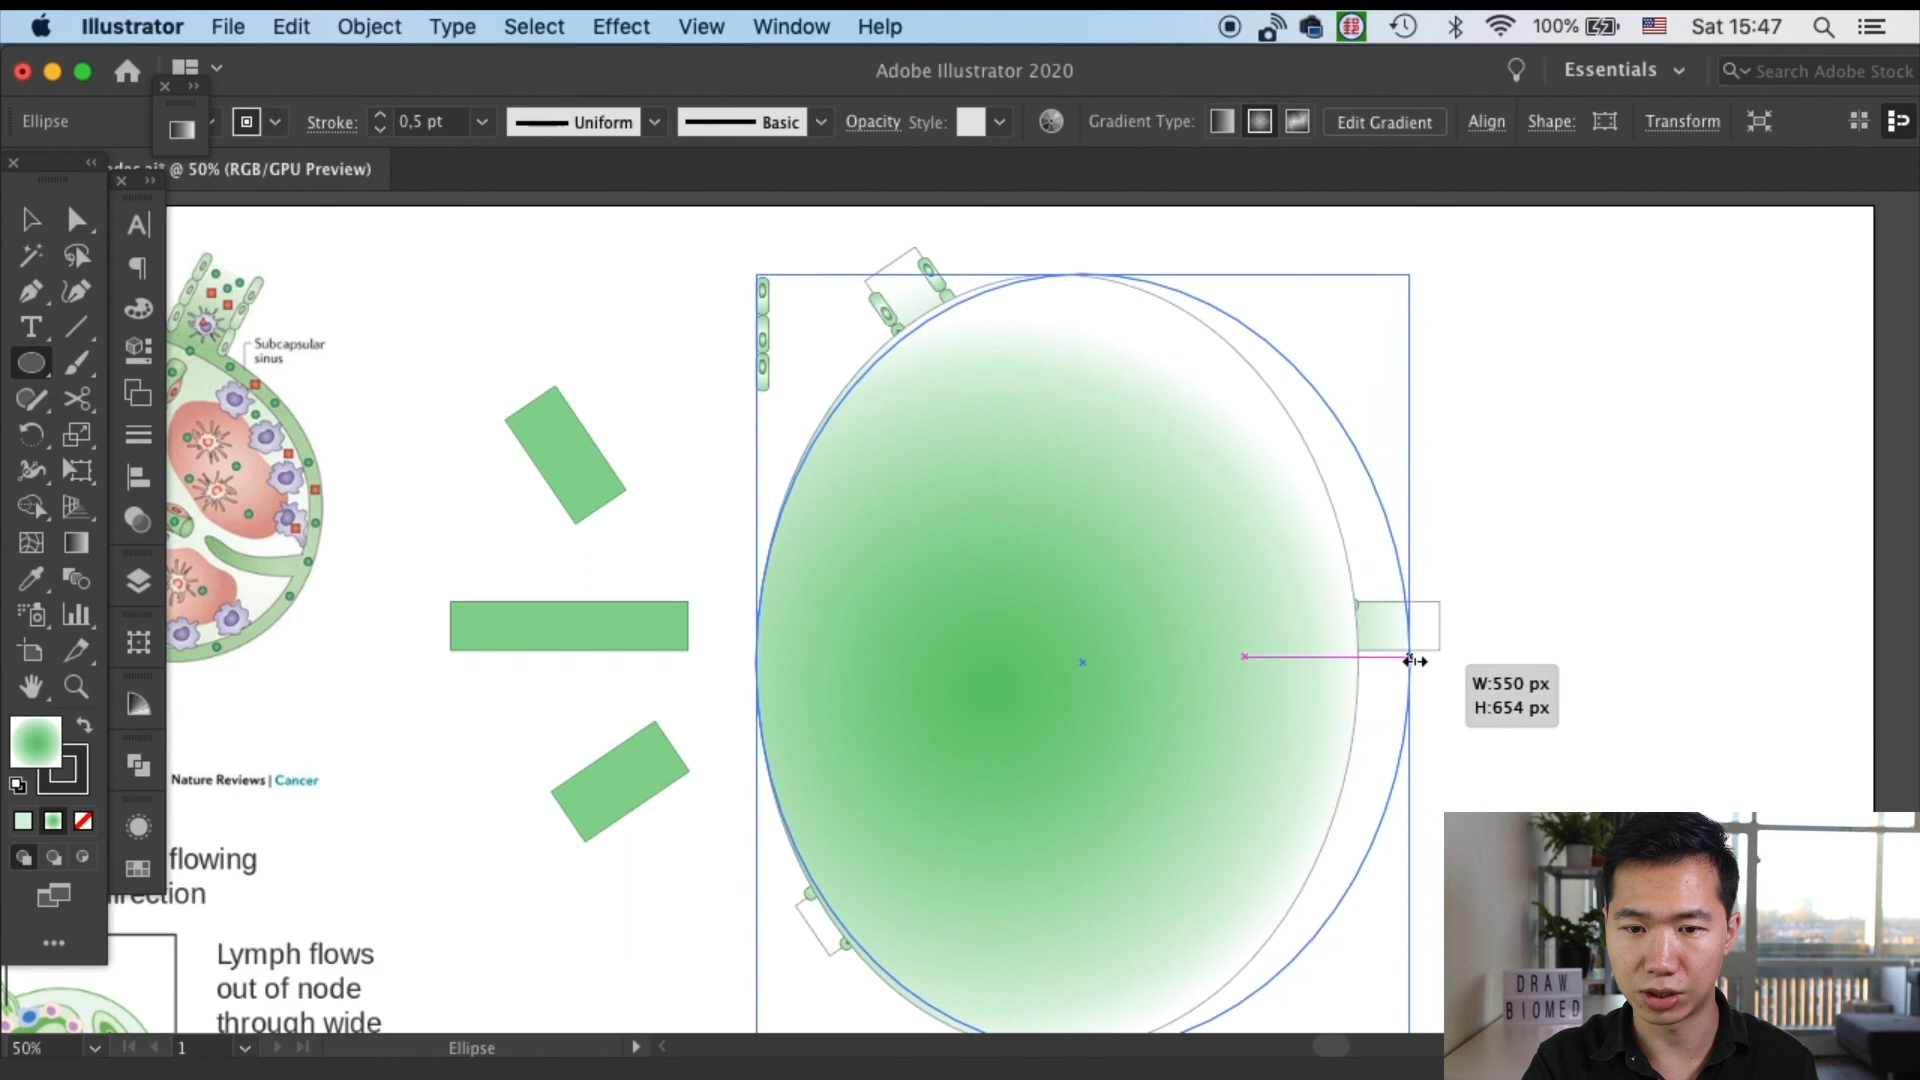 Illustrator File Edit Object Type Select Effect View Window Help
100% Sat 15:47
Adobe Illustrator 2020
Essentials
Search Adobe Stock
Ellipse
Stroke: 0,5 pt
Uniform
Basic
Opacity Style:
Gradient Type:
Edit Gradient
Align
Shape:
Transform
@ 50% (RGB/GPU Preview)
Subcapsular
sinus
W:550 px
H:654 px
Nature Reviews | Cancer
flowing
Lymph flows
out of node
through wide
DRAW
BIOMED
50%
1
Ellipse